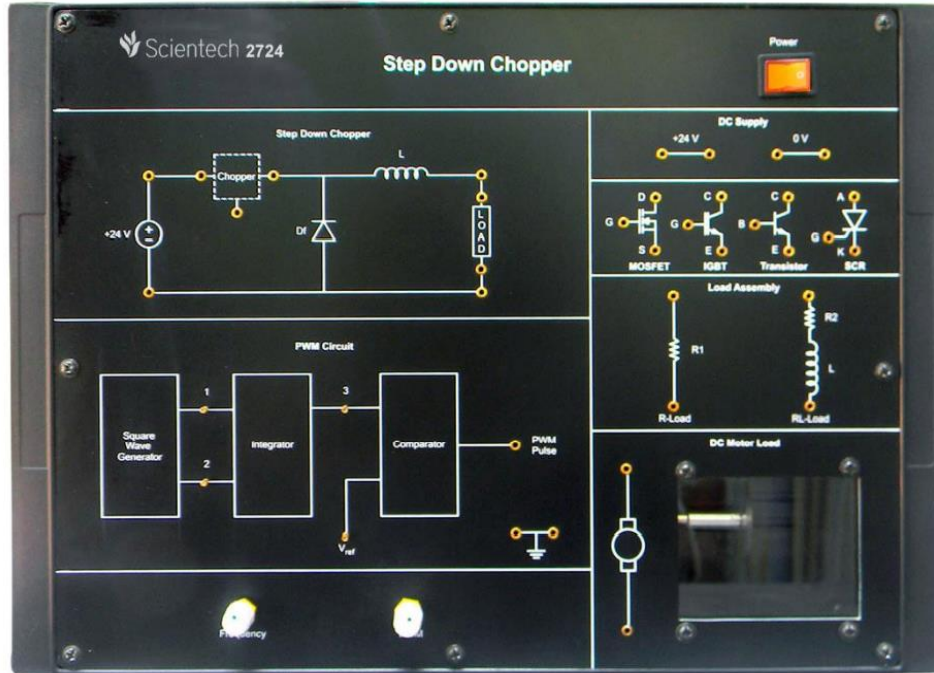 Scientech 2724
Step Down Chopper
Power
Step Down Chopper
L
Chopper
+24 V
Df
LOAD
DC Supply
+24 V
0 V
D
G
S
MOSFET
C
G
E
IGBT
C
B
E
Transistor
A
G
K
SCR
Load Assembly
R1
R-Load
R2
L
RL-Load
PWM Circuit
Square
Wave
Generator
1
2
Integrator
3
Comparator
PWM
Pulse
Vref
DC Motor Load
Frequency